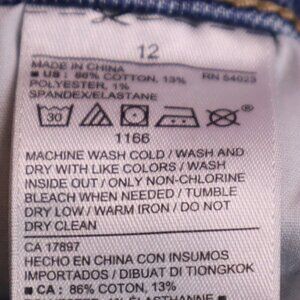 12
MADE IN CHINA
■ US: 86% COTTON, 13% RN 54023
POLYESTER, 1%
SPANDEX/ELASTANE
30
1166
MACHINE WASH COLD / WASH AND
DRY WITH LIKE COLORS / WASH
INSIDE OUT / ONLY NON-CHLORINE
BLEACH WHEN NEEDED / TUMBLE
DRY LOW / WARM IRON / DO NOT
DRY CLEAN
CA 17897
HECHO EN CHINA CON INSUMOS
IMPORTADOS / DIBUAT DI TIONGKOK
■ CA: 86% COTTON, 13%